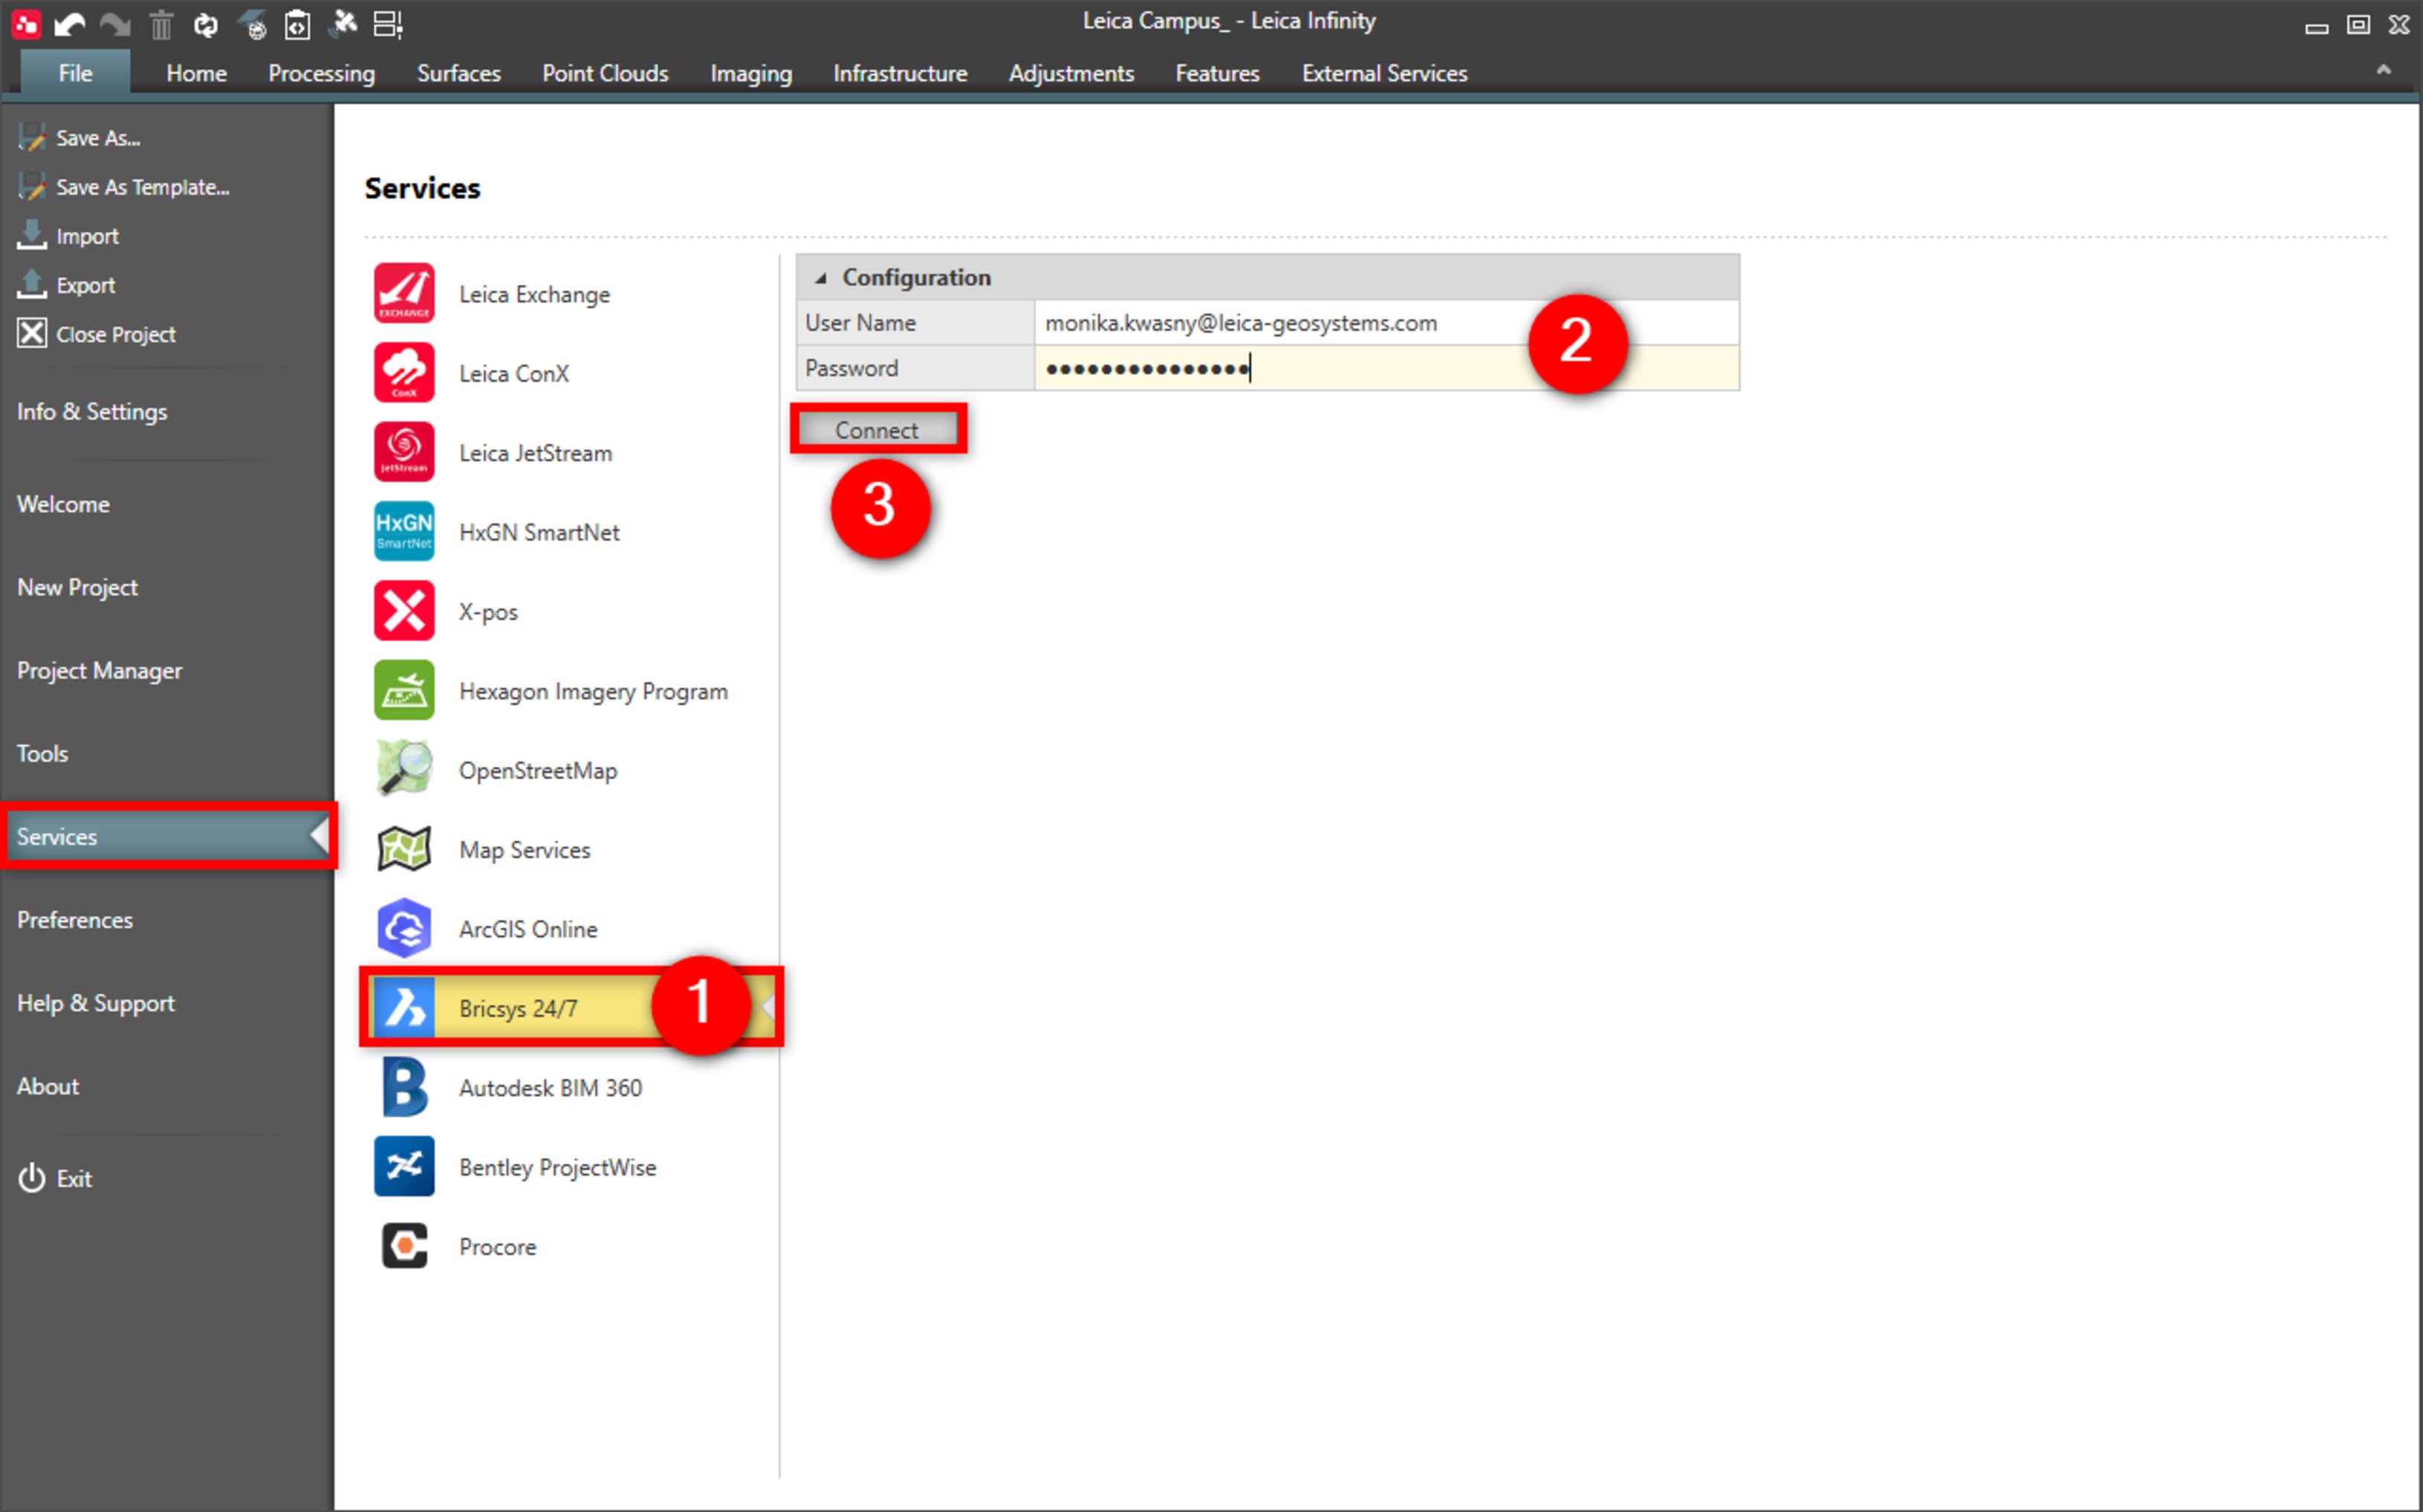 Leica Campus_ - Leica Infinity
File Home Processing Surfaces Point Clouds Imaging Infrastructure Adjustments Features External Services
Save As...
Save As Template...
Import
Export
Close Project
Info & Settings
Welcome
New Project
Project Manager
Tools
Services
Preferences
Help & Support
About
Exit
Services
EXCHANGE
Leica Exchange
ConX
Leica ConX
JetStream
Leica JetStream
HxGN
SmartNet
HxGN SmartNet
X-pos
Hexagon Imagery Program
OpenStreetMap
Map Services
ArcGIS Online
Bricsys 24/7
1
Autodesk BIM 360
Bentley ProjectWise
Procore
Configuration
User Name monika.kwasny@leica-geosystems.com
Password •••••••••••••••
2
Connect
3